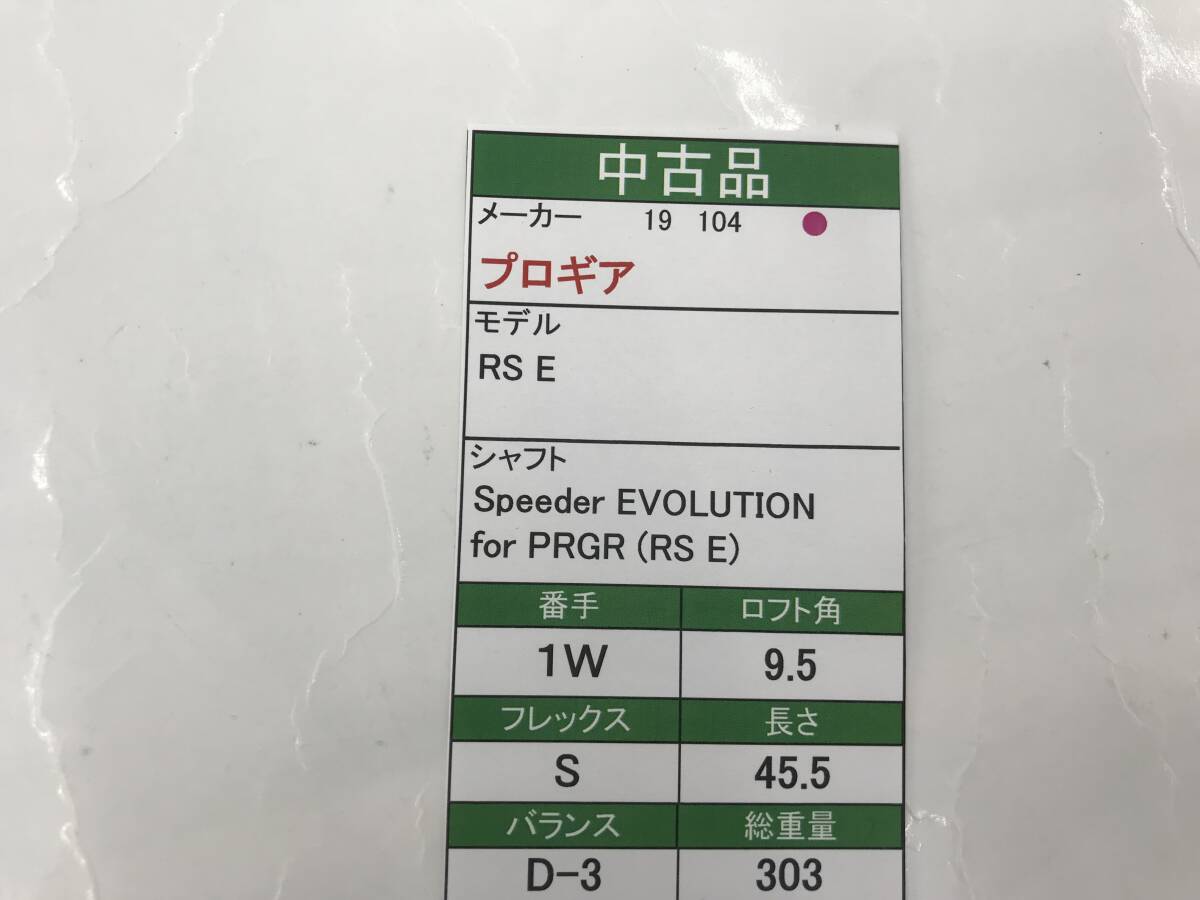 中古品
メーカー 19 104
プロギア
モデル
RS E
シャフト
Speeder EVOLUTION
for PRGR (RS E)
番手 ロフト角
1W 9.5
フレックス 長さ
S 45.5
バランス 総重量
D-3 303